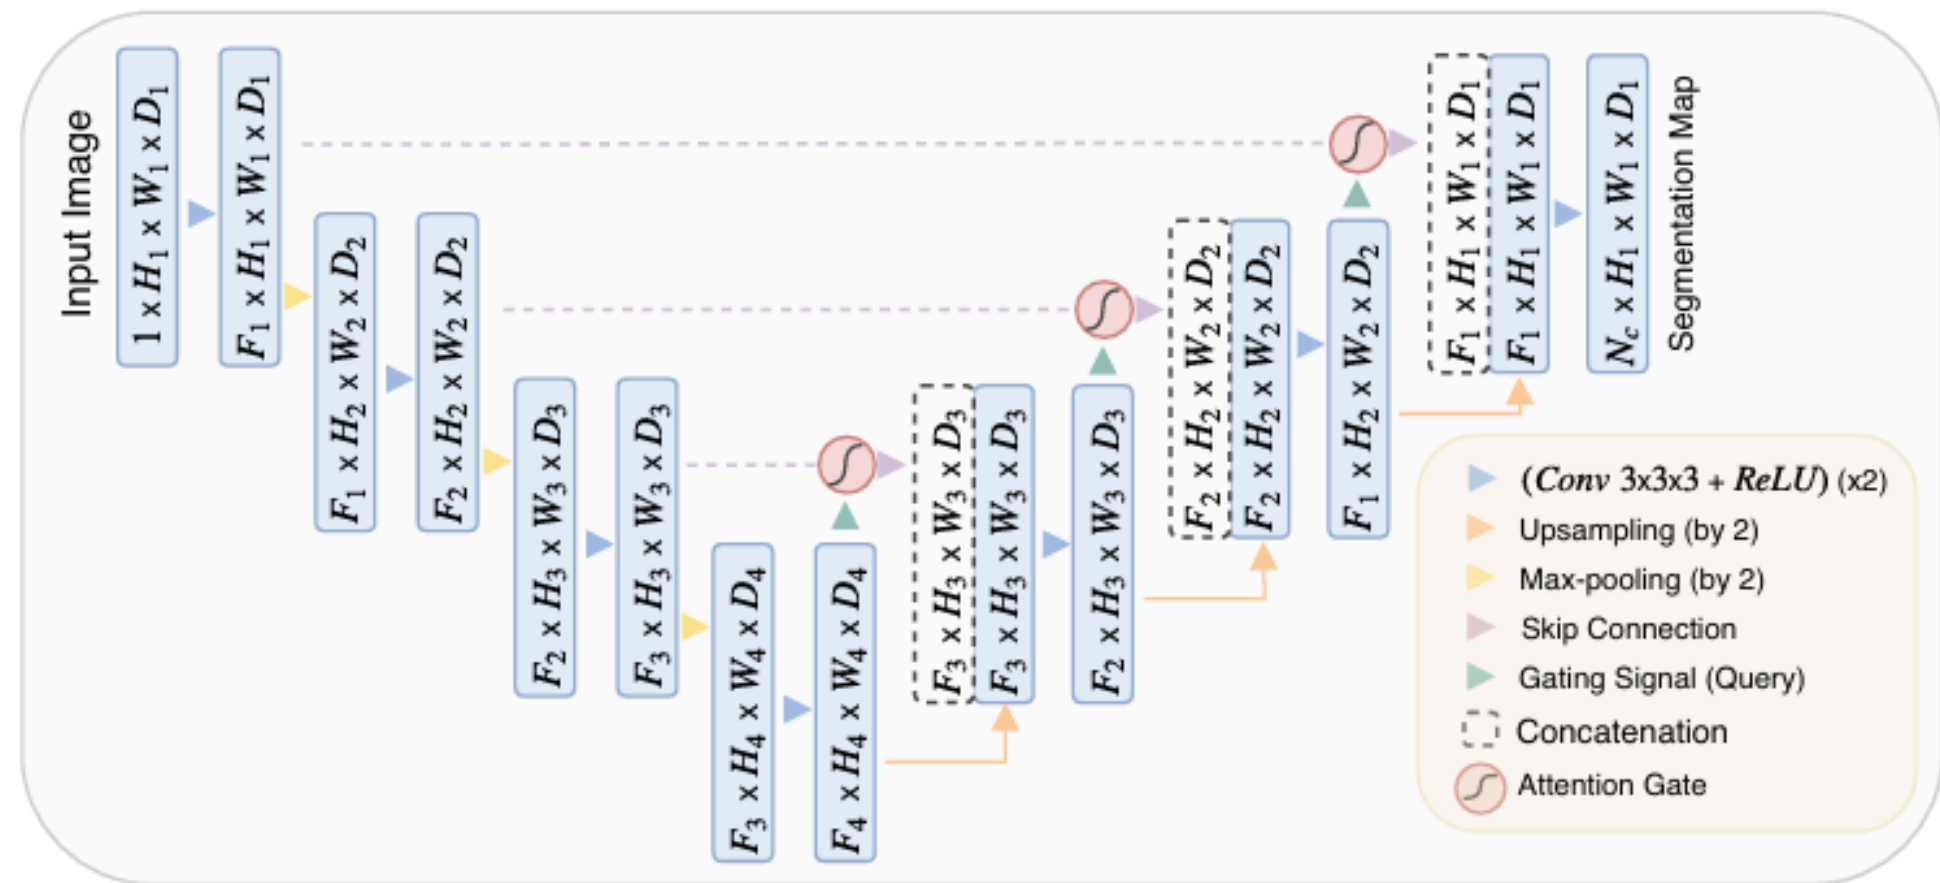 Input Image
1 x H₁ x W₁ x D₁
F₁ x H₁ x W₁ x D₁
F₁ x H₂ x W₂ x D₂
F₂ x H₂ x W₂ x D₂
F₂ x H₃ x W₃ x D₃
F₃ x H₃ x W₃ x D₃
F₃ x H₄ x W₄ x D₄
F₄ x H₄ x W₄ x D₄
F₃ x H₃ x W₃ x D₃
F₃ x H₃ x W₃ x D₃
F₂ x H₃ x W₃ x D₃
F₂ x H₂ x W₂ x D₂
F₂ x H₂ x W₂ x D₂
F₁ x H₂ x W₂ x D₂
F₁ x H₁ x W₁ x D₁
F₁ x H₁ x W₁ x D₁
N꜀ x H₁ x W₁ x D₁
Segmentation Map
(Conv 3x3x3 + ReLU) (x2)
Upsampling (by 2)
Max-pooling (by 2)
Skip Connection
Gating Signal (Query)
Concatenation
Attention Gate